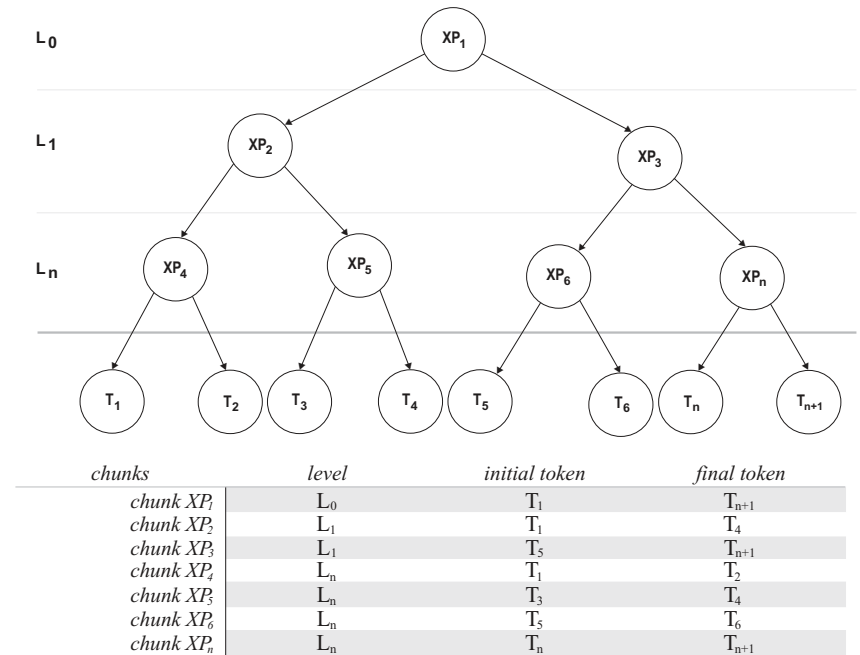 L0
XP1
L1
XP2
XP3
Ln
XP4
XP5
XP6
XPn
T1 T2 T3 T4 T5 T6 Tn Tn+1
chunks level initial token final token
chunk XP1 L0 T1 Tn+1
chunk XP2 L1 T1 T4
chunk XP3 L1 T5 Tn+1
chunk XP4 Ln T1 T2
chunk XP5 Ln T3 T4
chunk XP6 Ln T5 T6
chunk XPn Ln Tn Tn+1